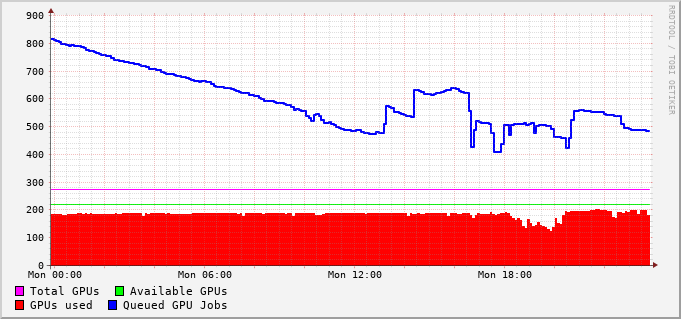 900
800
700
600
500
400
300
200
100
0
Mon 00:00 Mon 06:00 Mon 12:00 Mon 18:00
Total GPUs Available GPUs
GPUs used Queued GPU Jobs
RRDTOOL / TOBI OETIKER